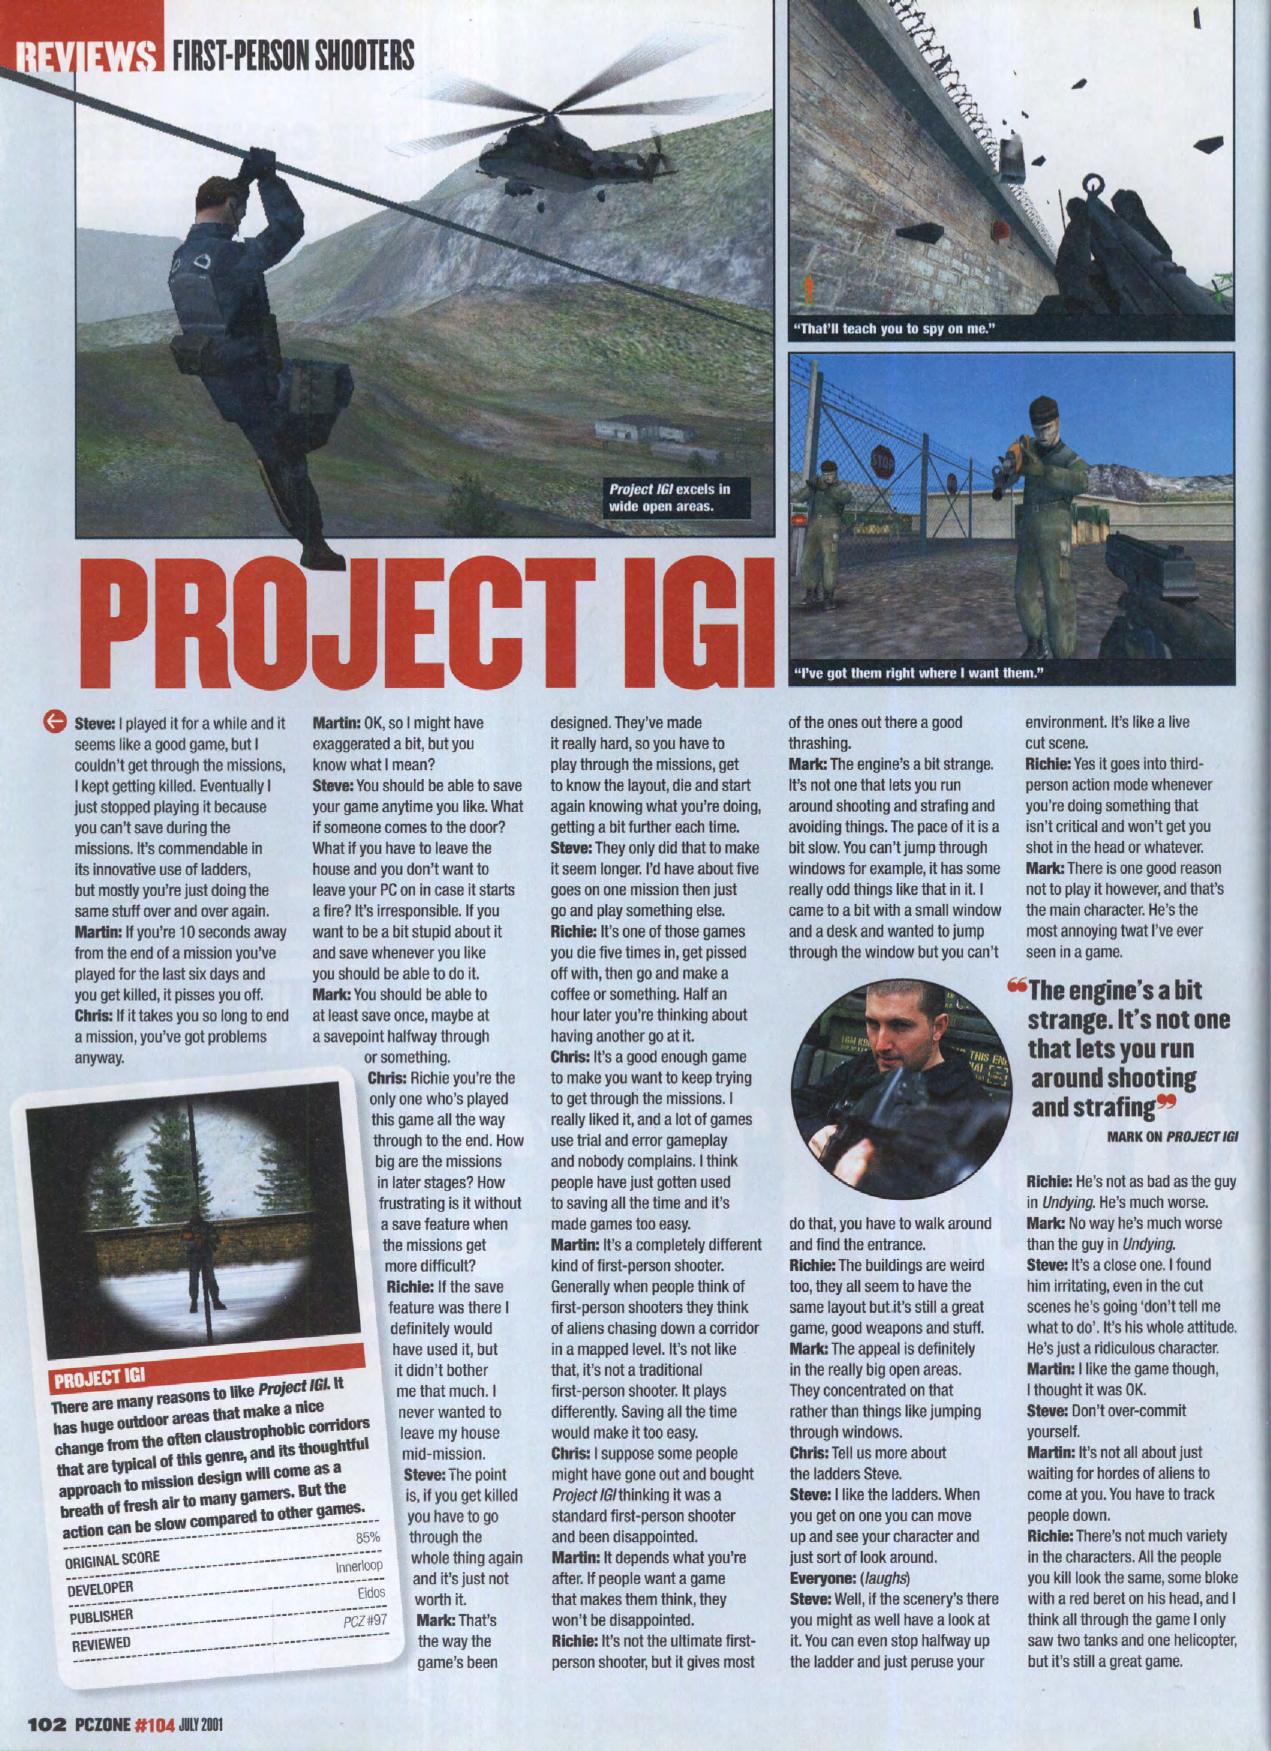 REVIEWS FIRST-PERSON SHOOTERS
Project IGI excels in
wide open areas.
"That'll teach you to spy on me."
STOP
"I've got them right where I want them."
PROJECT IGI
Steve: I played it for a while and it
seems like a good game, but I
couldn't get through the missions,
I kept getting killed. Eventually I
just stopped playing it because
you can't save during the
missions. It's commendable in
its innovative use of ladders,
but mostly you're just doing the
same stuff over and over again.
Martin: If you're 10 seconds away
from the end of a mission you've
played for the last six days and
you get killed, it pisses you off.
Chris: If it takes you so long to end
a mission, you've got problems
anyway.
PROJECT IGI
There are many reasons to like Project IGI. It
has huge outdoor areas that make a nice
change from the often claustrophobic corridors
that are typical of this genre, and its thoughtful
approach to mission design will come as a
breath of fresh air to many gamers. But the
action can be slow compared to other games.
ORIGINAL SCORE 85%
DEVELOPER Innerloop
PUBLISHER Eidos
REVIEWED PCZ #97
Martin: OK, so I might have
exaggerated a bit, but you
know what I mean?
Steve: You should be able to save
your game anytime you like. What
if someone comes to the door?
What if you have to leave the
house and you don't want to
leave your PC on in case it starts
a fire? It's irresponsible. If you
want to be a bit stupid about it
and save whenever you like
you should be able to do it.
Mark: You should be able to
at least save once, maybe at
a savepoint halfway through
or something.
Chris: Richie you're the
only one who's played
this game all the way
through to the end. How
big are the missions
in later stages? How
frustrating is it without
a save feature when
the missions get
more difficult?
Richie: If the save
feature was there I
definitely would
have used it, but
it didn't bother
me that much. I
never wanted to
leave my house
mid-mission.
Steve: The point
is, if you get killed
you have to go
through the
whole thing again
and it's just not
worth it.
Mark: That's
the way the
game's been
designed. They've made
it really hard, so you have to
play through the missions, get
to know the layout, die and start
again knowing what you're doing,
getting a bit further each time.
Steve: They only did that to make
it seem longer. I'd have about five
goes on one mission then just
go and play something else.
Richie: It's one of those games
you die five times in, get pissed
off with, then go and make a
coffee or something. Half an
hour later you're thinking about
having another go at it.
Chris: It's a good enough game
to make you want to keep trying
to get through the missions. I
really liked it, and a lot of games
use trial and error gameplay
and nobody complains. I think
people have just gotten used
to saving all the time and it's
made games too easy.
Martin: It's a completely different
kind of first-person shooter.
Generally when people think of
first-person shooters they think
of aliens chasing down a corridor
in a mapped level. It's not like
that, it's not a traditional
first-person shooter. It plays
differently. Saving all the time
would make it too easy.
Chris: I suppose some people
might have gone out and bought
Project IGI thinking it was a
standard first-person shooter
and been disappointed.
Martin: It depends what you're
after. If people want a game
that makes them think, they
won't be disappointed.
Richie: It's not the ultimate first-
person shooter, but it gives most
of the ones out there a good
thrashing.
Mark: The engine's a bit strange.
It's not one that lets you run
around shooting and strafing and
avoiding things. The pace of it is a
bit slow. You can't jump through
windows for example, it has some
really odd things like that in it. I
came to a bit with a small window
and a desk and wanted to jump
through the window but you can't
do that, you have to walk around
and find the entrance.
Richie: The buildings are weird
too, they all seem to have the
same layout but it's still a great
game, good weapons and stuff.
Mark: The appeal is definitely
in the really big open areas.
They concentrated on that
rather than things like jumping
through windows.
Chris: Tell us more about
the ladders Steve.
Steve: I like the ladders. When
you get on one you can move
up and see your character and
just sort of look around.
Everyone: (laughs)
Steve: Well, if the scenery's there
you might as well have a look at
it. You can even stop halfway up
the ladder and just peruse your
environment. It's like a live
cut scene.
Richie: Yes it goes into third-
person action mode whenever
you're doing something that
isn't critical and won't get you
shot in the head or whatever.
Mark: There is one good reason
not to play it however, and that's
the main character. He's the
most annoying twat I've ever
seen in a game.
"The engine's a bit
strange. It's not one
that lets you run
around shooting
and strafing"
MARK ON PROJECT IGI
Richie: He's not as bad as the guy
in Undying. He's much worse.
Mark: No way he's much worse
than the guy in Undying.
Steve: It's a close one. I found
him irritating, even in the cut
scenes he's going 'don't tell me
what to do'. It's his whole attitude.
He's just a ridiculous character.
Martin: I like the game though,
I thought it was OK.
Steve: Don't over-commit
yourself.
Martin: It's not all about just
waiting for hordes of aliens to
come at you. You have to track
people down.
Richie: There's not much variety
in the characters. All the people
you kill look the same, some bloke
with a red beret on his head, and I
think all through the game I only
saw two tanks and one helicopter,
but it's still a great game.
102 PCZONE #104 JULY 2001